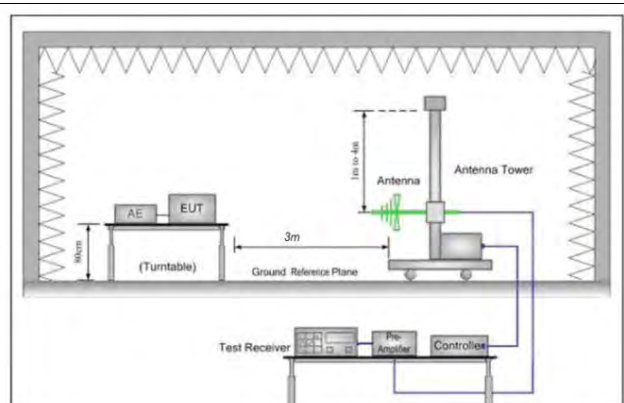 1m to 4m
Antenna Tower
Antenna
AE
EUT
3m
80cm
(Turntable)
Ground Reference Plane
Test Receiver
Pre-
Amplifier
Controller